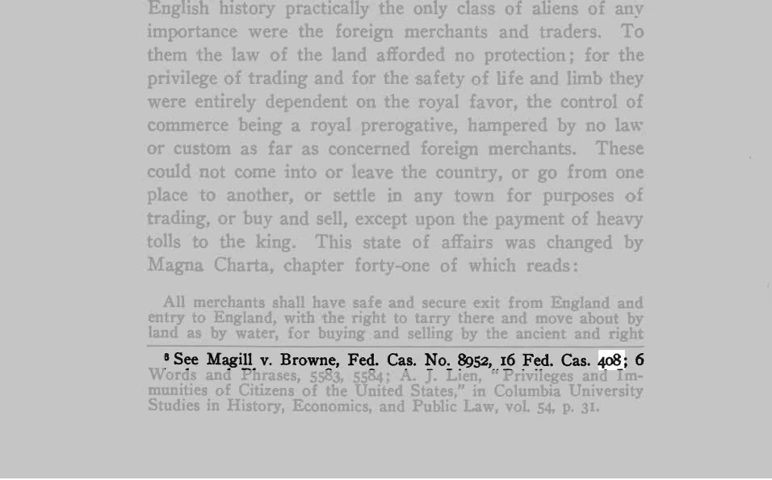 English history practically the only class of aliens of any
importance were the foreign merchants and traders. To
them the law of the land afforded no protection; for the
privilege of trading and for the safety of life and limb they
were entirely dependent on the royal favor, the control of
commerce being a royal prerogative, hampered by no law
or custom as far as concerned foreign merchants. These
could not come into or leave the country, or go from one
place to another, or settle in any town for purposes of
trading, or buy and sell, except upon the payment of heavy
tolls to the king. This state of affairs was changed by
Magna Charta, chapter forty-one of which reads:
All merchants shall have safe and secure exit from England and
entry to England, with the right to tarry there and move about by
land as by water, for buying and selling by the ancient and right
⁸ See Magill v. Browne, Fed. Cas. No. 8952, 16 Fed. Cas. 408; 6
Words and Phrases, 5583, 5584; A. J. Lien, "Privileges and Im-
munities of Citizens of the United States," in Columbia University
Studies in History, Economics, and Public Law, vol. 54, p. 31.